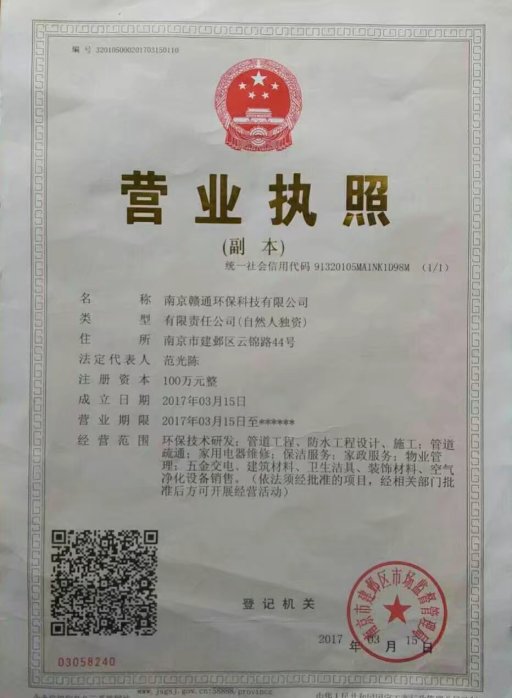 编 号 320105000201703150110
营业执照
(副 本)
统一社会信用代码 91320105MA1NK1D98M (1/1)
名 称 南京赣通环保科技有限公司
类 型 有限责任公司(自然人独资)
住 所 南京市建邺区云锦路44号
法定代表人 范光陈
注册资本 100万元整
成立日期 2017年03月15日
营业期限 2017年03月15日至******
经营范围 环保技术研发；管道工程、防水工程设计、施工；管道
疏通；家用电器维修；保洁服务；家政服务；物业管
理；五金交电、建筑材料、卫生洁具、装饰材料、空气
净化设备销售。（依法须经批准的项目，经相关部门批
准后方可开展经营活动）
登记机关
南京市建邺区市场监督管理局
2017 年 03 月 15 日
03058240
www.jsgsj.gov.cn:58888/province